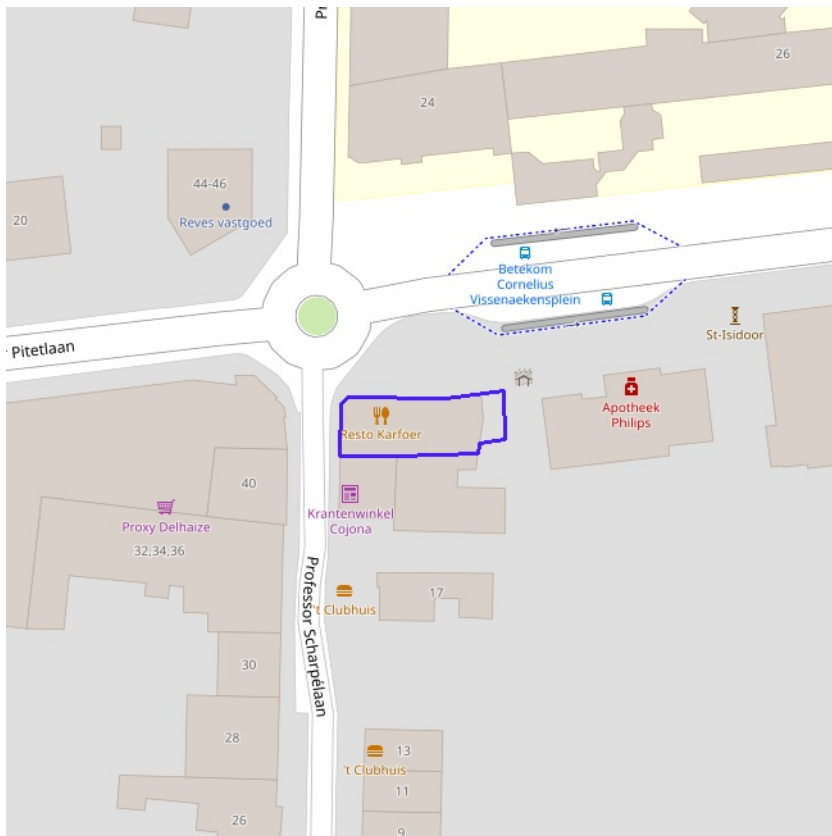 Pr
26
24
44-46
20
Reves vastgoed
Betekom
Cornelius
Vissenaekensplein
St-Isidoor
r Pitetlaan
Resto Karfoer
Apotheek
Philips
40
Krantenwinkel
Cojona
Proxy Delhaize
32,34,36
Professor Scharpélaan
't Clubhuis
17
30
28
13
't Clubhuis
11
26
9